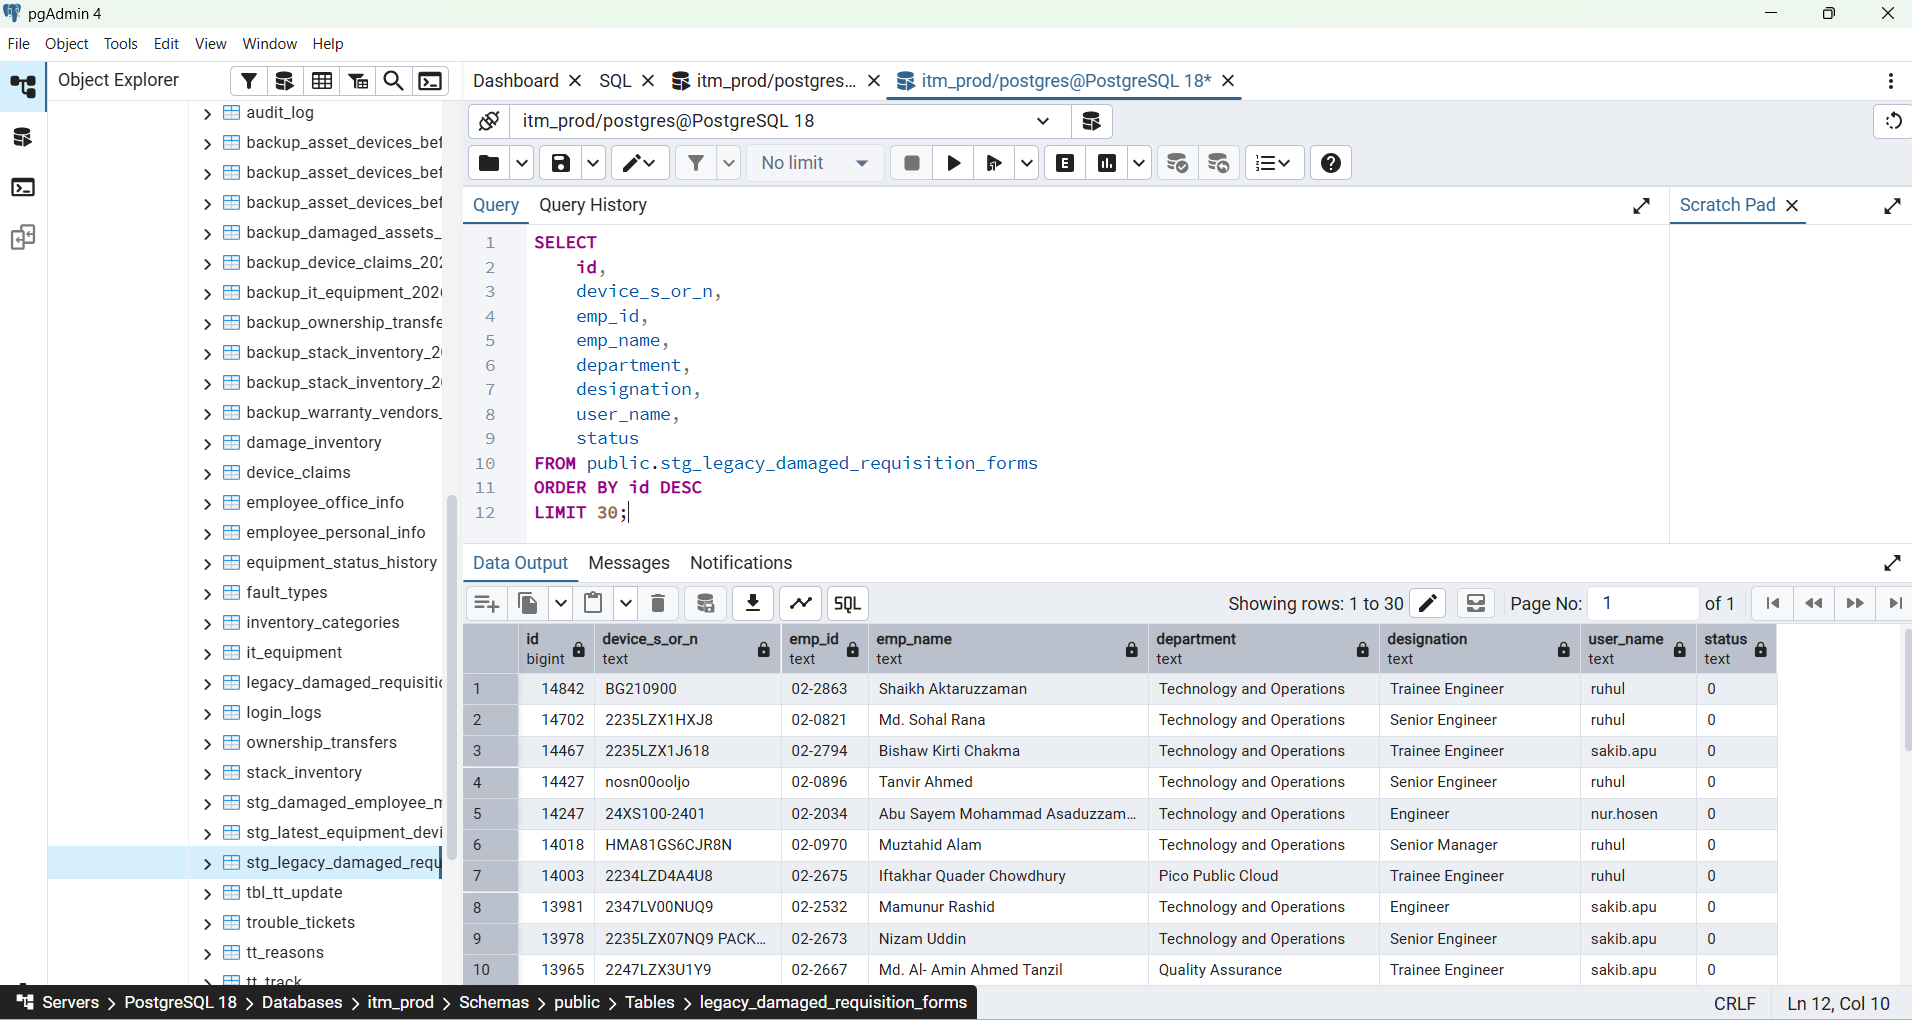 pgAdmin 4
File Object Tools Edit View Window Help
Object Explorer
Dashboard SQL itm_prod/postgres... itm_prod/postgres@PostgreSQL 18*
itm_prod/postgres@PostgreSQL 18
No limit
E
Query Query History
Scratch Pad
audit_log
backup_asset_devices_bef
backup_asset_devices_bef
backup_asset_devices_bef
backup_damaged_assets_
backup_device_claims_202
backup_it_equipment_2026
backup_ownership_transfe
backup_stack_inventory_20
backup_stack_inventory_20
backup_warranty_vendors_
damage_inventory
device_claims
employee_office_info
employee_personal_info
equipment_status_history
fault_types
inventory_categories
it_equipment
legacy_damaged_requisitio
login_logs
ownership_transfers
stack_inventory
stg_damaged_employee_m
stg_latest_equipment_devi
stg_legacy_damaged_requ
tbl_tt_update
trouble_tickets
tt_reasons
tt_track
1 SELECT
2 id,
3 device_s_or_n,
4 emp_id,
5 emp_name,
6 department,
7 designation,
8 user_name,
9 status
10 FROM public.stg_legacy_damaged_requisition_forms
11 ORDER BY id DESC
12 LIMIT 30;
Data Output Messages Notifications
SQL Showing rows: 1 to 30 Page No: 1 of 1
id device_s_or_n emp_id emp_name department designation user_name status
bigint text text text text text text text
1 14842 BG210900 02-2863 Shaikh Aktaruzzaman Technology and Operations Trainee Engineer ruhul 0
2 14702 2235LZX1HXJ8 02-0821 Md. Sohal Rana Technology and Operations Senior Engineer ruhul 0
3 14467 2235LZX1J618 02-2794 Bishaw Kirti Chakma Technology and Operations Trainee Engineer sakib.apu 0
4 14427 nosn00ooljo 02-0896 Tanvir Ahmed Technology and Operations Senior Engineer ruhul 0
5 14247 24XS100-2401 02-2034 Abu Sayem Mohammad Asaduzzam... Technology and Operations Engineer nur.hosen 0
6 14018 HMA81GS6CJR8N 02-0970 Muztahid Alam Technology and Operations Senior Manager ruhul 0
7 14003 2234LZD4A4U8 02-2675 Iftakhar Quader Chowdhury Pico Public Cloud Trainee Engineer ruhul 0
8 13981 2347LV00NUQ9 02-2532 Mamunur Rashid Technology and Operations Engineer sakib.apu 0
9 13978 2235LZX07NQ9 PACK... 02-2673 Nizam Uddin Technology and Operations Senior Engineer sakib.apu 0
10 13965 2247LZX3U1Y9 02-2667 Md. Al- Amin Ahmed Tanzil Quality Assurance Trainee Engineer sakib.apu 0
Servers > PostgreSQL 18 > Databases > itm_prod > Schemas > public > Tables > legacy_damaged_requisition_forms
CRLF Ln 12, Col 10